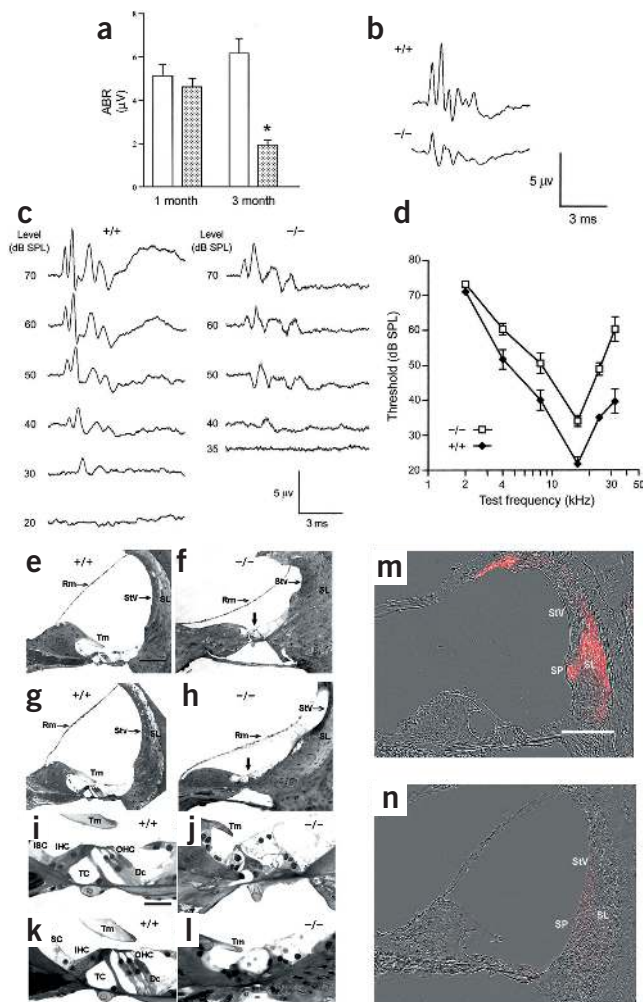 a
ABR
(μV)
8
6
4
2
0
*
1 month
3 month
b
+/+
−/−
5 μv
3 ms
c
Level
(dB SPL)
+/+
70
60
50
40
30
20
Level
(dB SPL)
−/−
70
60
50
40
35
5 μv
3 ms
d
Threshold (dB SPL)
80
70
60
50
40
30
20
−/−
+/+
1
2
5
10
20
30
50
Test frequency (kHz)
e
+/+
Rm
StV
SL
Tm
f
−/−
StV
SL
Rm
g
+/+
Rm
StV
SL
Tm
h
−/−
StV
SL
Rm
i
Tm
+/+
ISC
IHC
OHC
TC
Dc
j
Tm
−/−
k
Tm
+/+
SC
IHC
OHC
TC
Dc
l
−/−
Tm
m
StV
SP
SL
n
StV
SP
SL